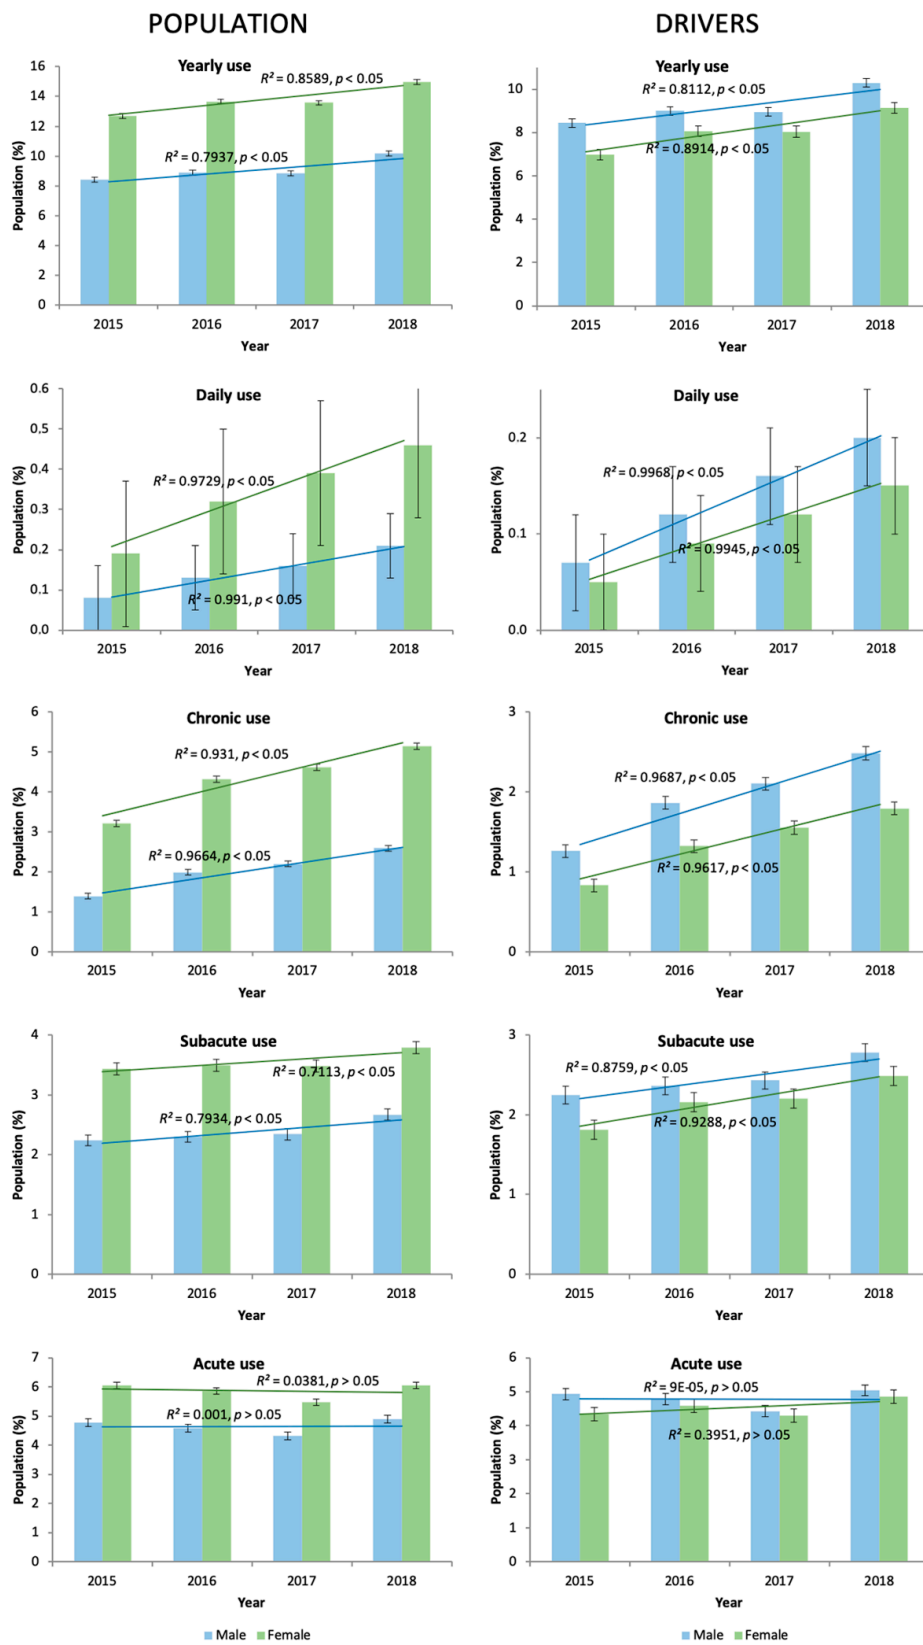 POPULATION
DRIVERS
Yearly use
R² = 0.8589, p < 0.05
R² = 0.7937, p < 0.05
Population (%)
16
14
12
10
8
6
4
2
0
2015 2016 2017 2018
Year
Yearly use
R² = 0.8112, p < 0.05
R² = 0.8914, p < 0.05
Population (%)
10
8
6
4
2
0
2015 2016 2017 2018
Year
Daily use
R² = 0.9729, p < 0.05
R² = 0.991, p < 0.05
Population (%)
0.6
0.5
0.4
0.3
0.2
0.1
0.0
2015 2016 2017 2018
Year
Daily use
R² = 0.9968, p < 0.05
R² = 0.9945, p < 0.05
Population (%)
0.2
0.1
0.0
2015 2016 2017 2018
Year
Chronic use
R² = 0.931, p < 0.05
R² = 0.9664, p < 0.05
Population (%)
6
5
4
3
2
1
0
2015 2016 2017 2018
Year
Chronic use
R² = 0.9687, p < 0.05
R² = 0.9617, p < 0.05
Population (%)
3
2
1
0
2015 2016 2017 2018
Year
Subacute use
R² = 0.7113, p < 0.05
R² = 0.7934, p < 0.05
Population (%)
4
3
2
1
0
2015 2016 2017 2018
Year
Subacute use
R² = 0.8759, p < 0.05
R² = 0.9288, p < 0.05
Population (%)
3
2
1
0
2015 2016 2017 2018
Year
Acute use
R² = 0.0381, p > 0.05
R² = 0.001, p > 0.05
Population (%)
7
6
5
4
3
2
1
0
2015 2016 2017 2018
Year
Male Female
Acute use
R² = 9E-05, p > 0.05
R² = 0.3951, p > 0.05
Population (%)
6
5
4
3
2
1
0
2015 2016 2017 2018
Year
Male Female